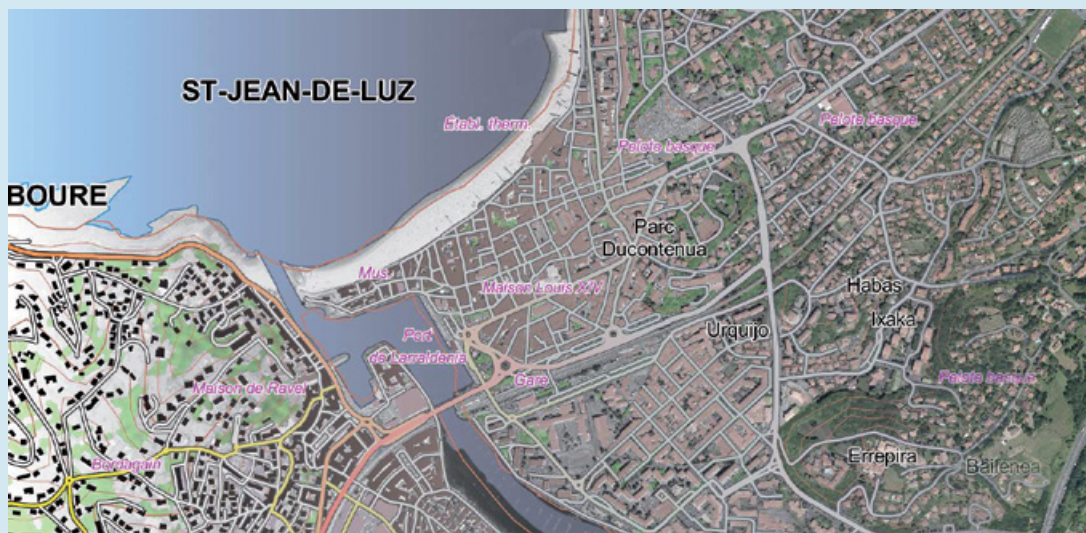 ST-JEAN-DE-LUZ
Établ. therm.
Pelote basque
Pelote basque
BOURE
Parc
Ducontenua
Mus.
Maison Louis XIV
Habas
Ixaka
Port
de Larraldenia
Urquijo
Gare
Maison de Ravel
Pelote basque
Bordagain
Errepira
Baïlenea